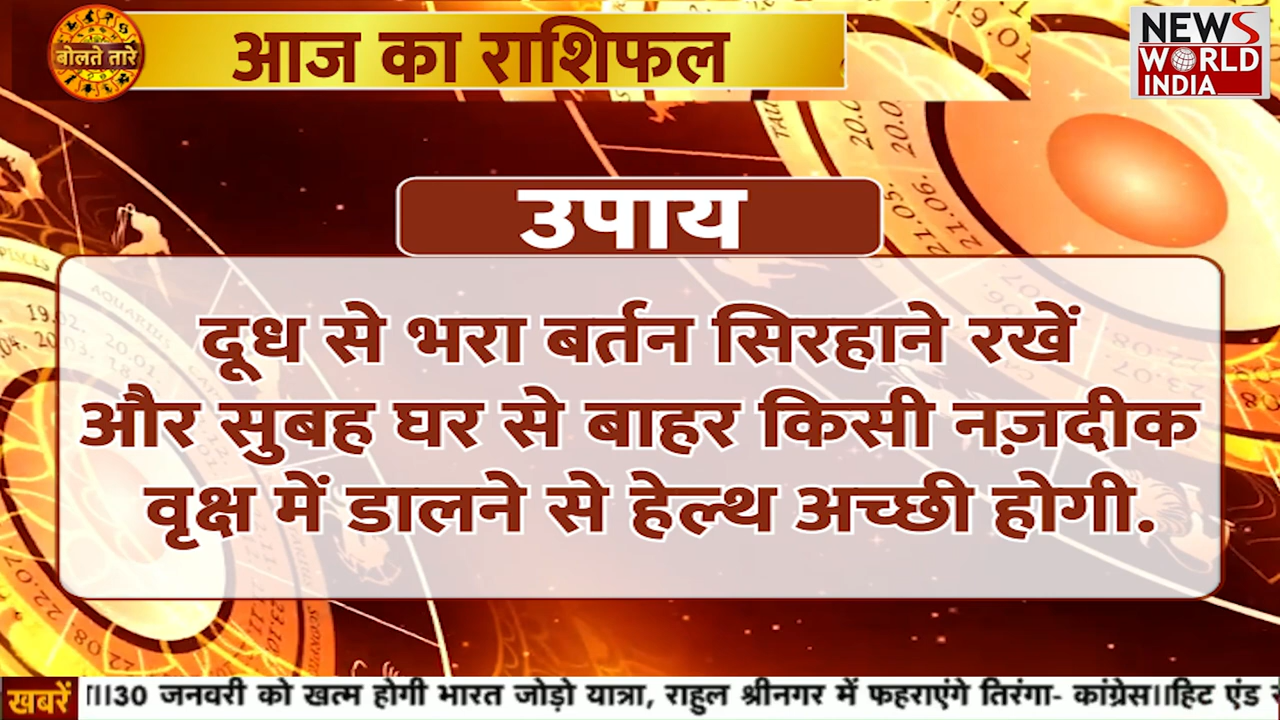 बोलते तारे
आज का राशिफल
NEWS
WORLD
INDIA
उपाय
दूध से भरा बर्तन सिरहाने रखें
और सुबह घर से बाहर किसी नज़दीक
वृक्ष में डालने से हेल्थ अच्छी होगी.
खबरें
30 जनवरी को खत्म होगी भारत जोड़ो यात्रा, राहुल श्रीनगर में फहराएंगे तिरंगा- कांग्रेस॥हिट एंड